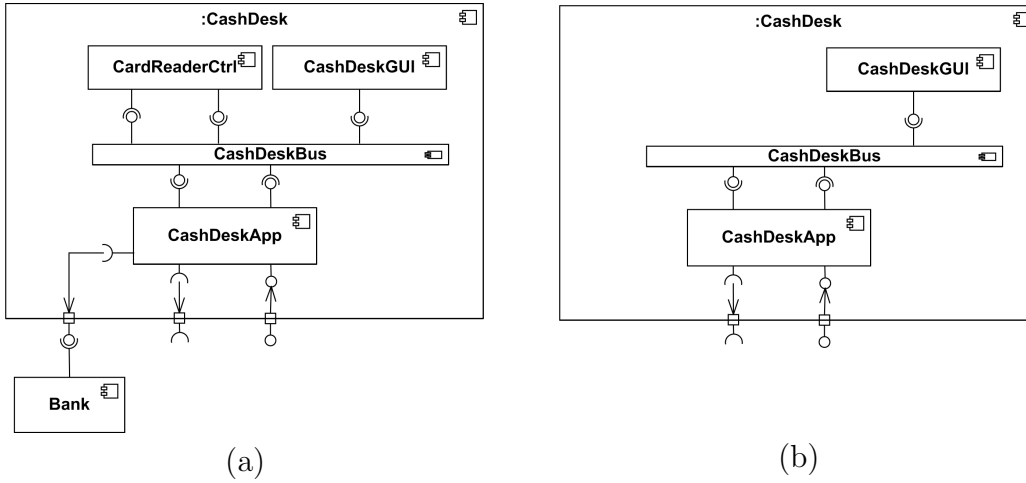 :CashDesk
CardReaderCtrl
CashDeskGUI
CashDeskBus
CashDeskApp
Bank
(a)
:CashDesk
CashDeskGUI
CashDeskBus
CashDeskApp
(b)